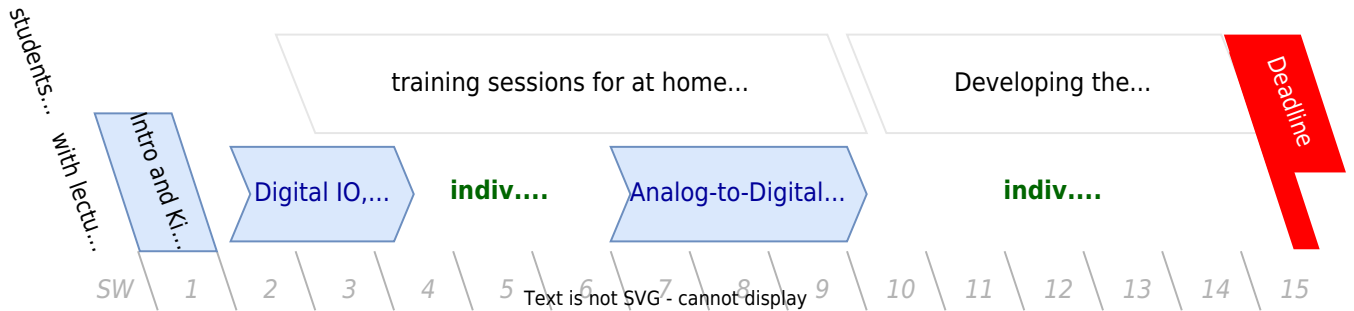 students...
training sessions for at home...
Developing the...
Deadline
with lectu...
Intro and Ki...
Digital IO,...
indiv....
Analog-to-Digital...
indiv....
SW 1 2 3 4 5 6 7 8 9 10 11 12 13 14 15
Text is not SVG - cannot display